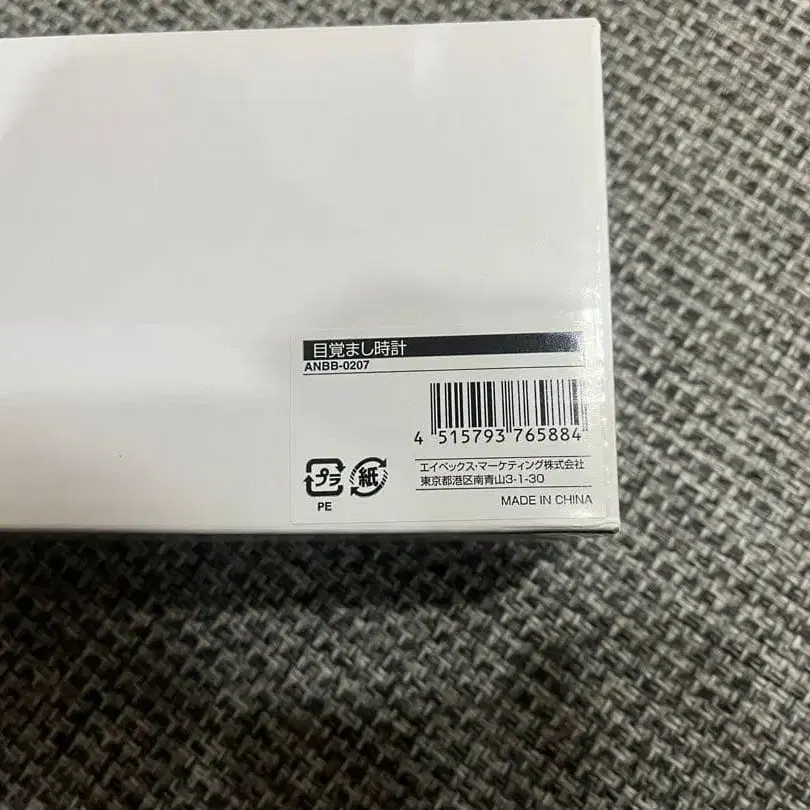 目覚まし時計
ANBB-0207
4 515793 765884
プラ
PE
紙
エイベックス・マーケティング株式会社
東京都港区南青山3-1-30
MADE IN CHINA